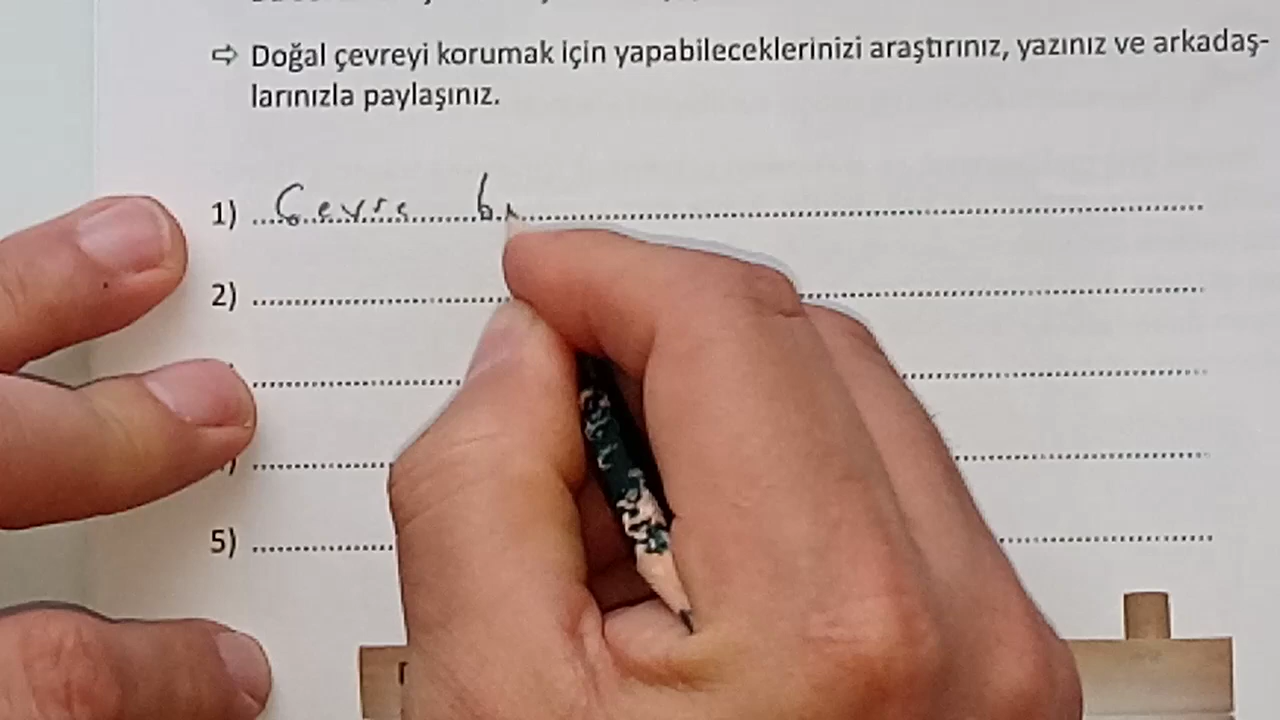 ⇨ Doğal çevreyi korumak için yapabileceklerinizi araştırınız, yazınız ve arkadaş-
larınızla paylaşınız.
1) Çevre
2)
5)